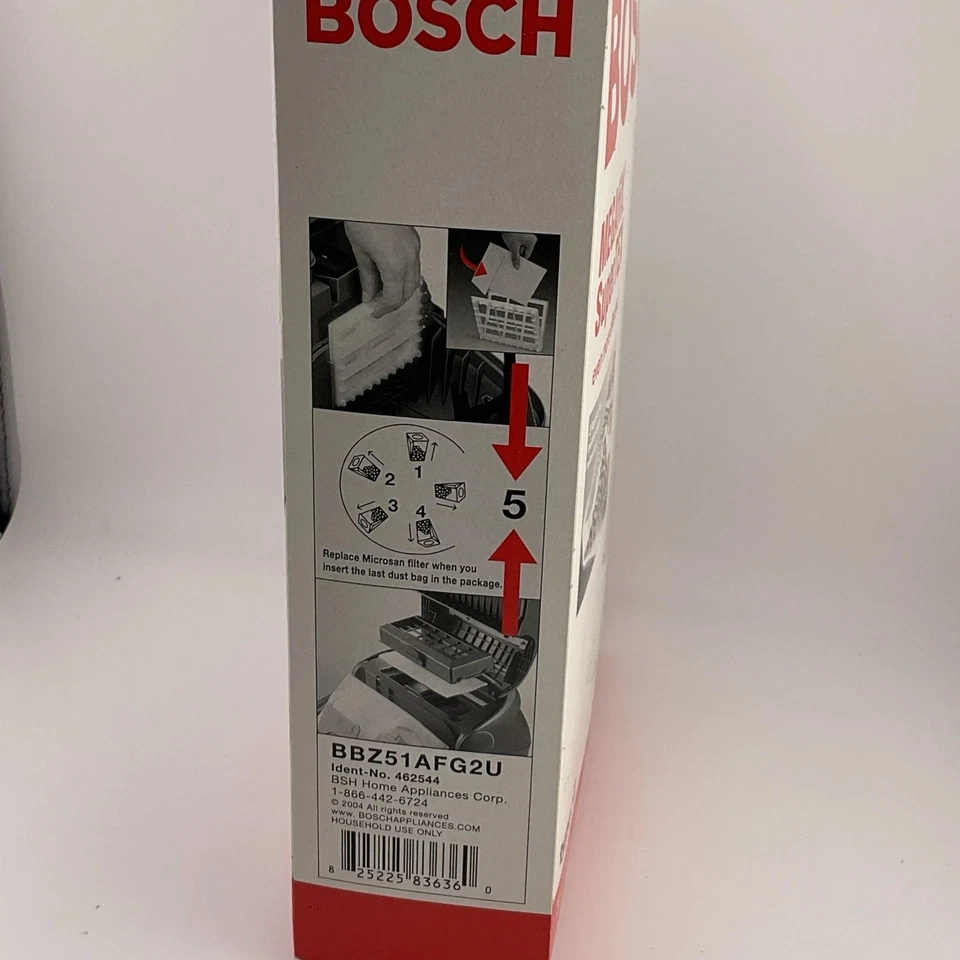 BOSCH
1
2
3
4
5
Replace Microsan filter when you
insert the last dust bag in the package.
BBZ51AFG2U
Ident-No. 462544
BSH Home Appliances Corp.
1-866-442-6724
© 2004 All rights reserved
www. BOSCHAPPLIANCES.COM
HOUSEHOLD USE ONLY
8 25225 83636 0